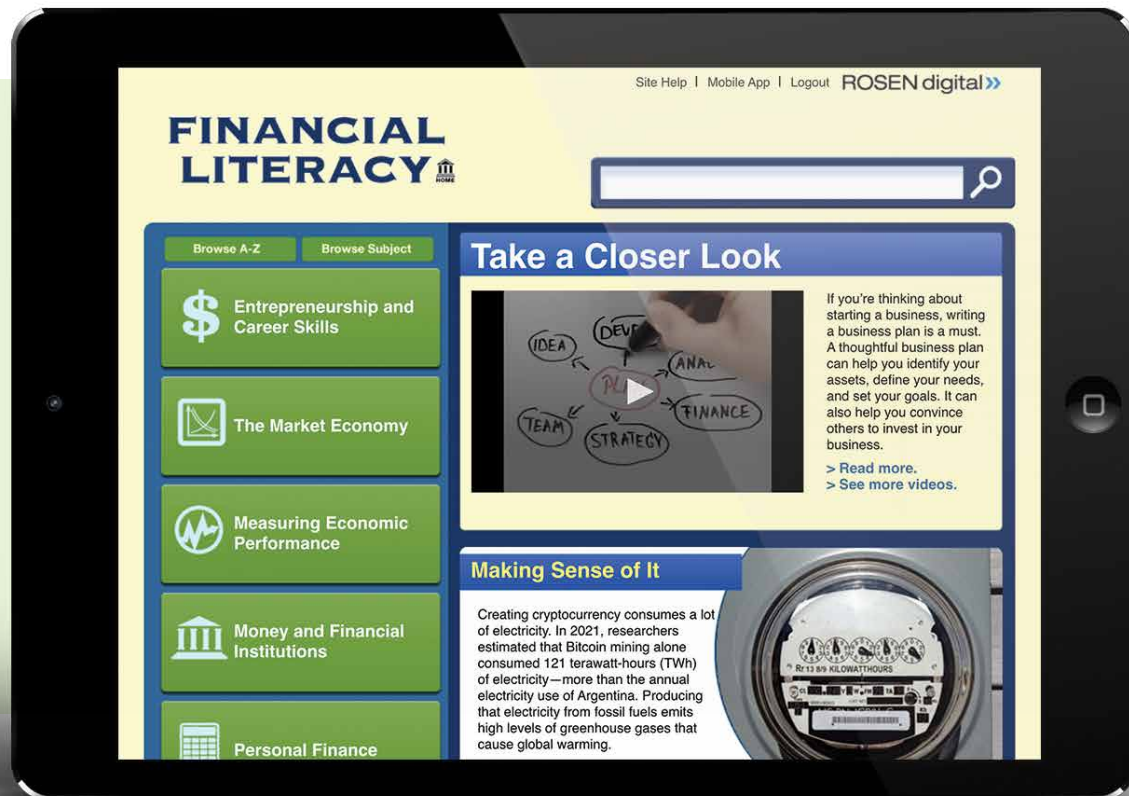 Site Help | Mobile App | Logout ROSEN digital »
FINANCIAL
LITERACY
HOME
Browse A-Z
Browse Subject
Entrepreneurship and
Career Skills
The Market Economy
Measuring Economic
Performance
Money and Financial
Institutions
Personal Finance
Take a Closer Look
IDEA
TEAM
STRATEGY
FINANCE
If you're thinking about
starting a business, writing
a business plan is a must.
A thoughtful business plan
can help you identify your
assets, define your needs,
and set your goals. It can
also help you convince
others to invest in your
business.
> Read more.
> See more videos.
Making Sense of It
Creating cryptocurrency consumes a lot
of electricity. In 2021, researchers
estimated that Bitcoin mining alone
consumed 121 terawatt-hours (TWh)
of electricity—more than the annual
electricity use of Argentina. Producing
that electricity from fossil fuels emits
high levels of greenhouse gases that
cause global warming.
Rr 13 8/9 KILOWATTHOURS